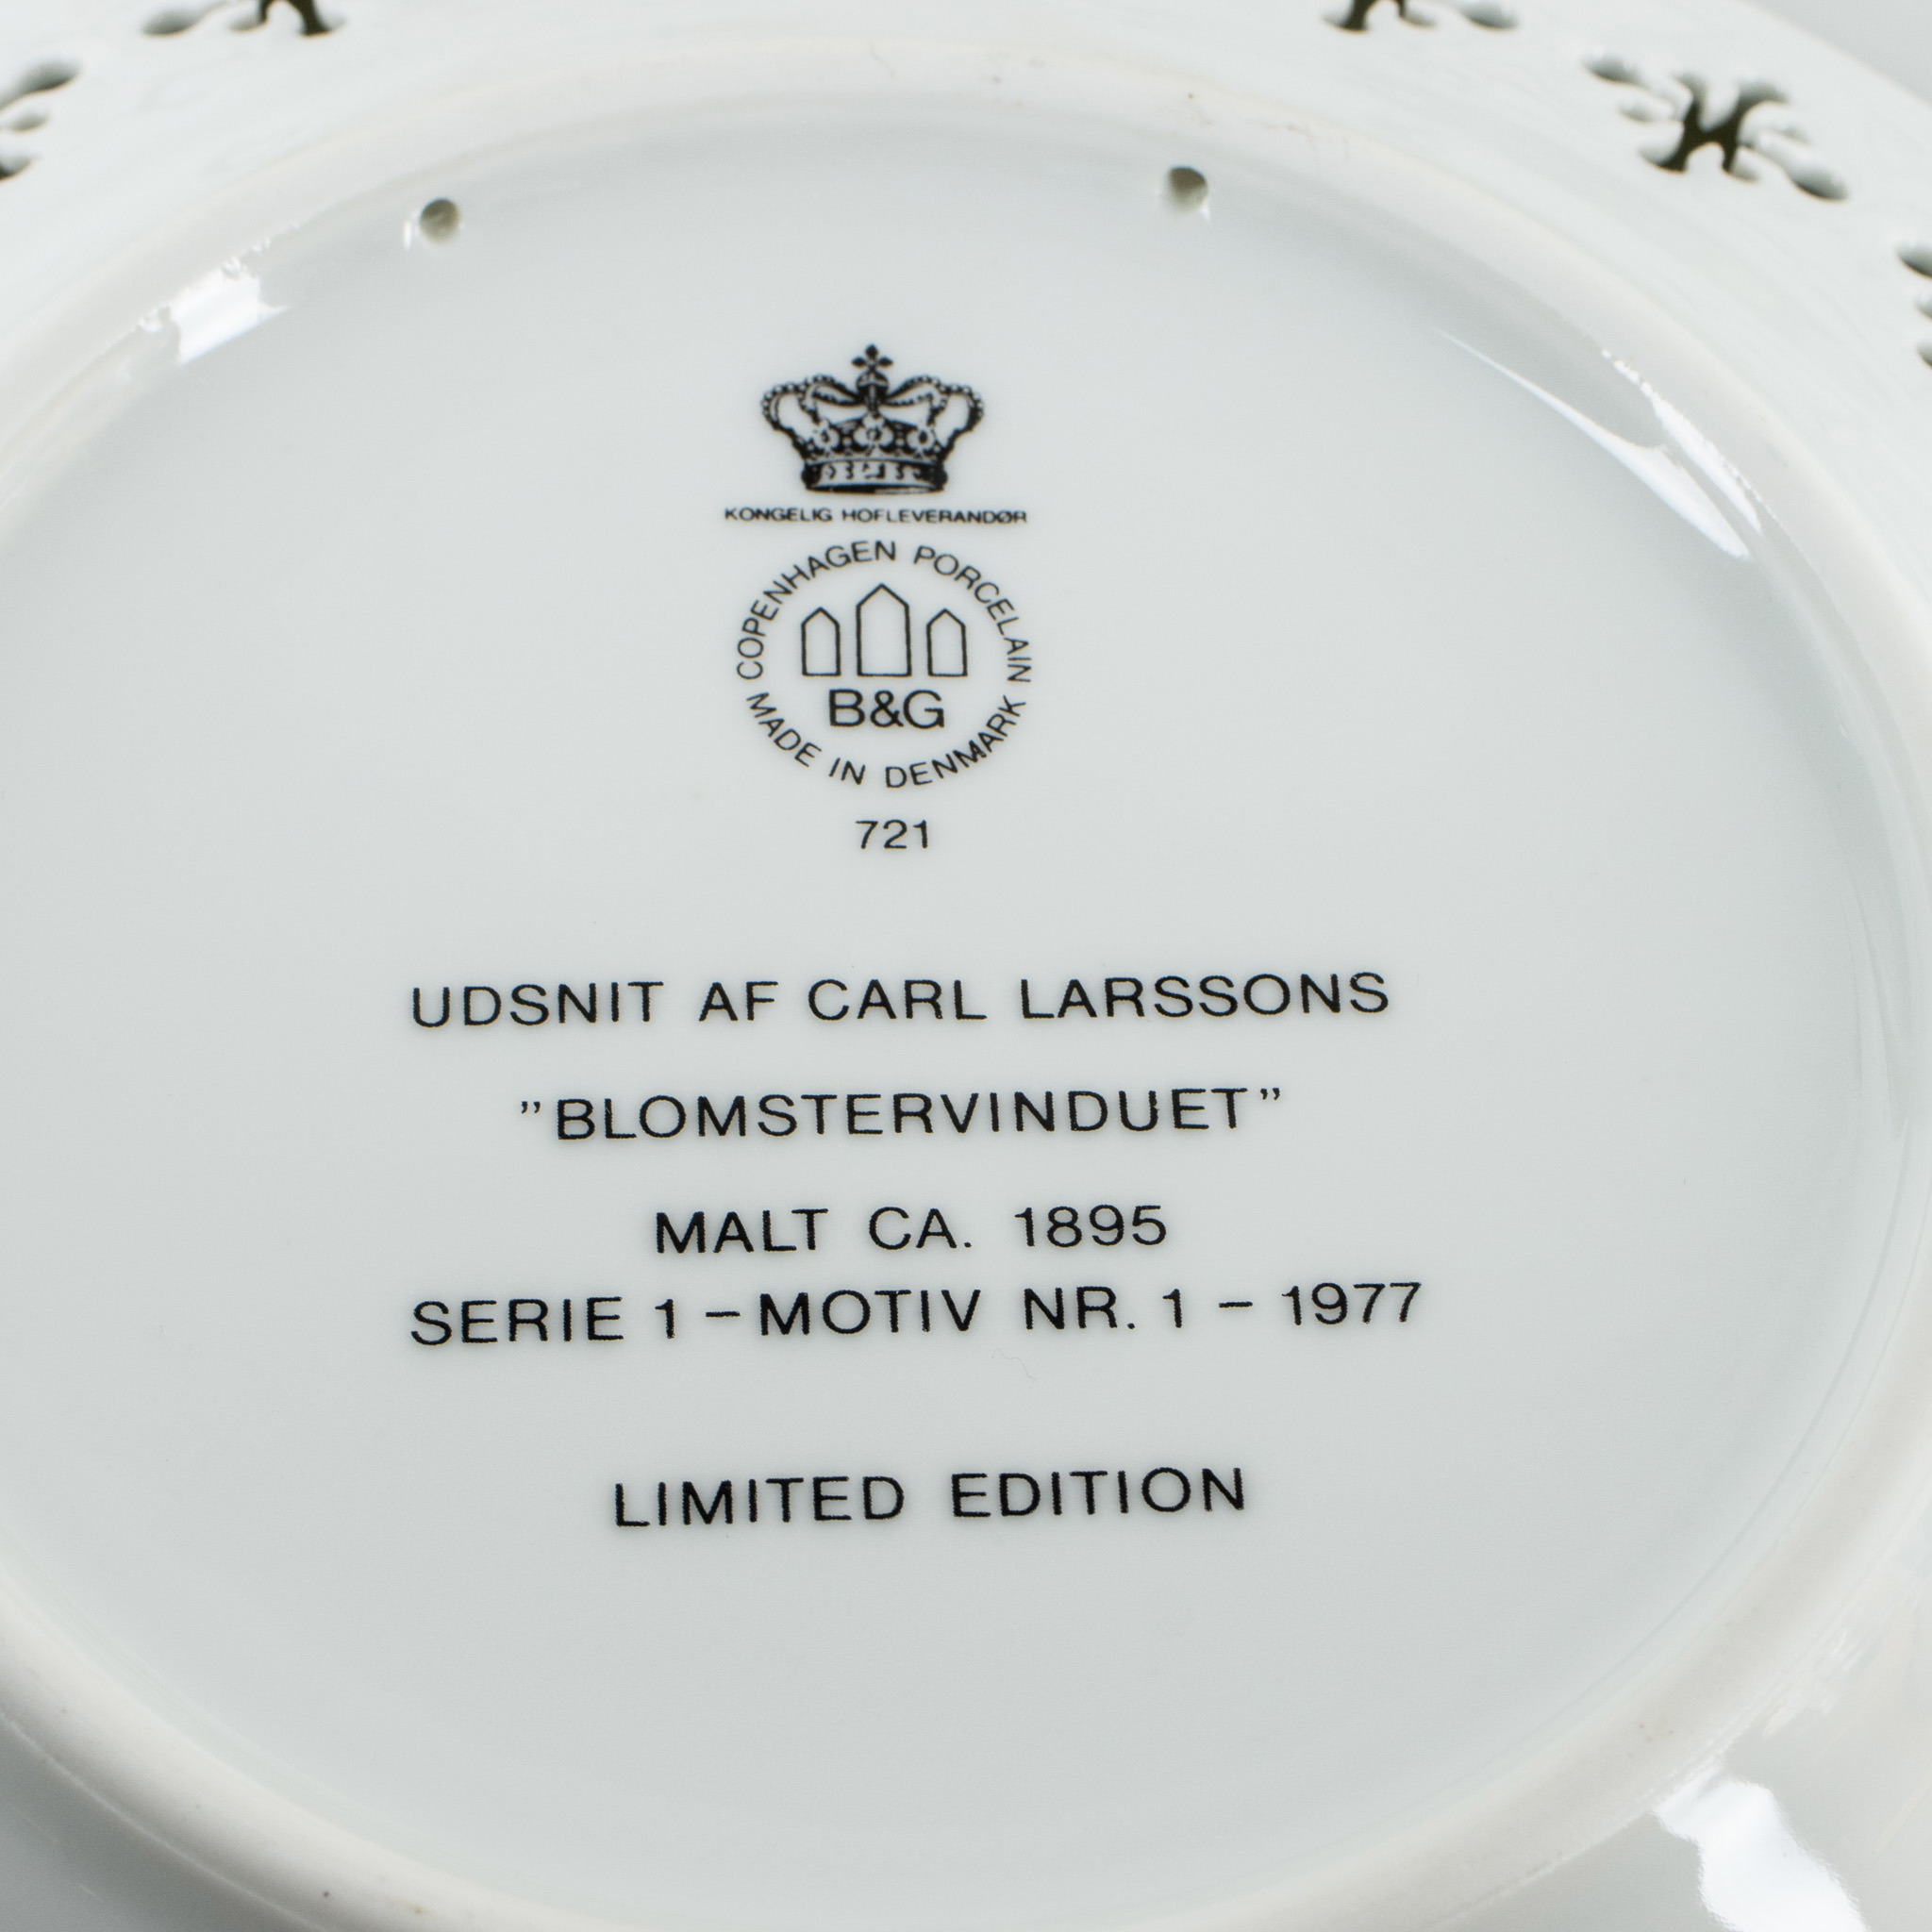 KONGELIG HOFLEVERANDØR
COPENHAGEN PORCELAIN
B&G
MADE IN DENMARK
721
UDSNIT AF CARL LARSSONS
”BLOMSTERVINDUET”
MALT CA. 1895
SERIE 1 – MOTIV NR. 1 – 1977
LIMITED EDITION